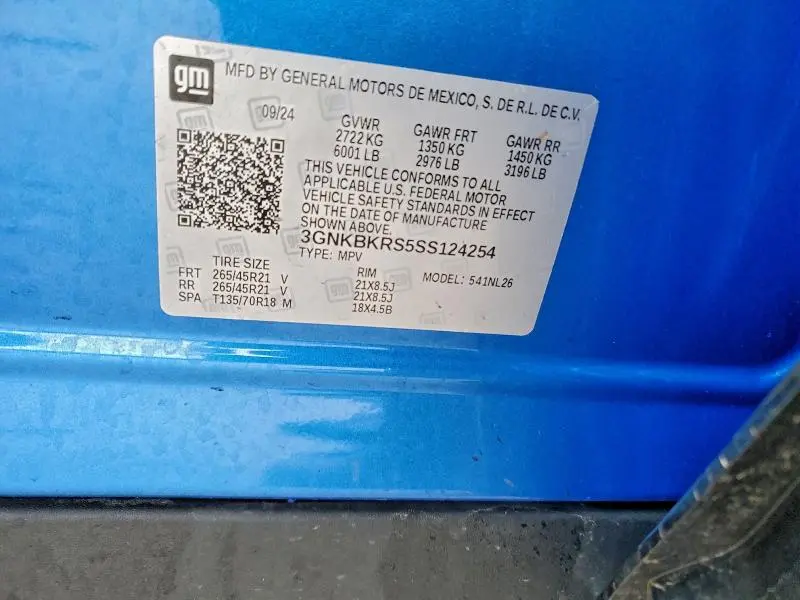 gm
MFD BY GENERAL MOTORS DE MEXICO, S. DE R.L. DE C.V.
09/24
GVWR
2722 KG
6001 LB
GAWR FRT
1350 KG
2976 LB
GAWR RR
1450 KG
3196 LB
THIS VEHICLE CONFORMS TO ALL
APPLICABLE U.S. FEDERAL MOTOR
VEHICLE SAFETY STANDARDS IN EFFECT
ON THE DATE OF MANUFACTURE
SHOWN ABOVE.
3GNKBKRS5SS124254
TYPE: MPV
MODEL: 541NL26
TIRE SIZE
RIM
FRT 265/45R21 V 21X8.5J
RR 265/45R21 V 21X8.5J
SPA T135/70R18 M 18X4.5B